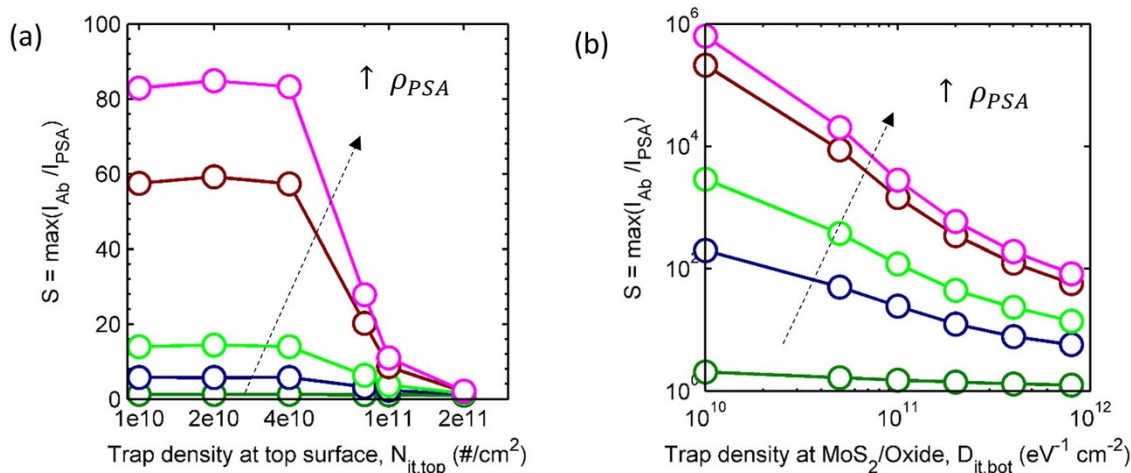 (a)
100
80
60
40
20
0
S = max(I_Ab /I_PSA)
↑ ρ_PSA
1e10 2e10 4e10 1e11 2e11
Trap density at top surface, N_it,top (#/cm²)
(b)
10⁶
10⁴
10²
10⁰
S = max(I_Ab /I_PSA)
↑ ρ_PSA
10¹⁰ 10¹¹ 10¹²
Trap density at MoS₂/Oxide, D_it,bot (eV⁻¹ cm⁻²)